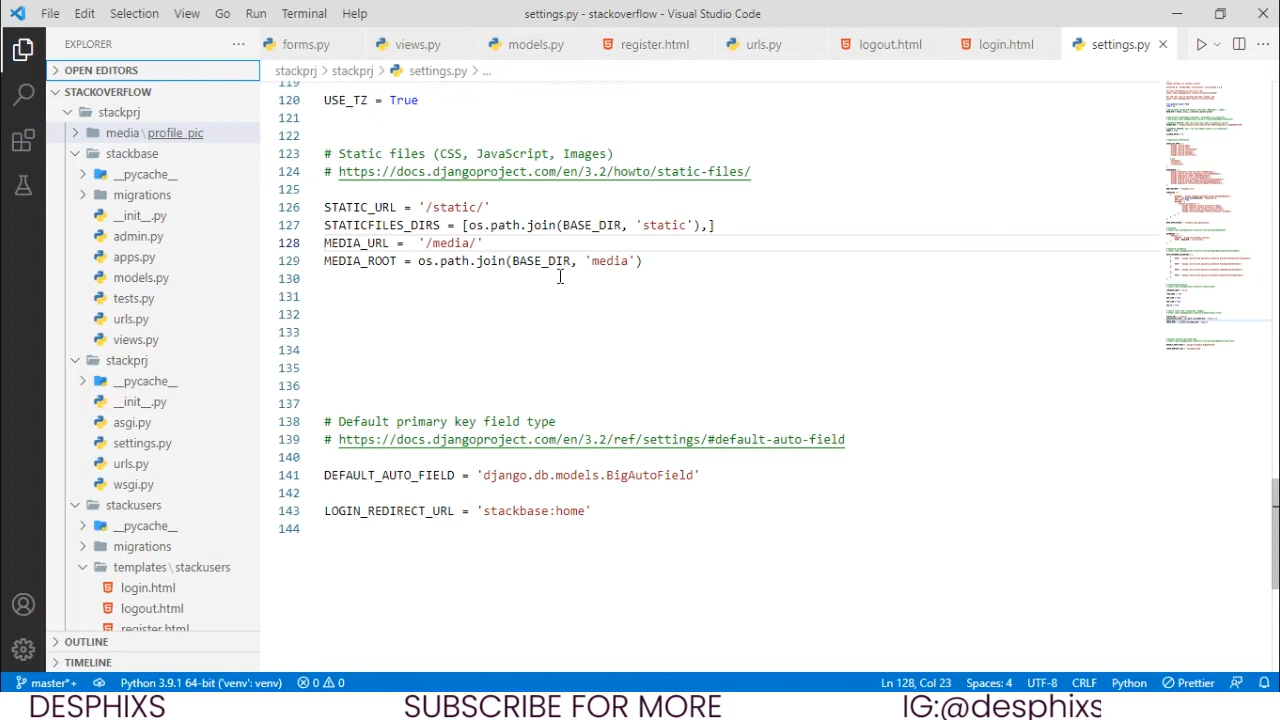 File Edit Selection View Go Run Terminal Help settings.py - stackoverflow - Visual Studio Code
EXPLORER
forms.py views.py models.py register.html urls.py logout.html login.html settings.py
OPEN EDITORS
stackprj > stackprj > settings.py > ...
STACKOVERFLOW
stackprj
media \ profile_pic
stackbase
__pycache__
migrations
__init__.py
admin.py
apps.py
models.py
tests.py
urls.py
views.py
stackprj
__pycache__
__init__.py
asgi.py
settings.py
urls.py
wsgi.py
stackusers
__pycache__
migrations
templates \ stackusers
login.html
logout.html
register.html
OUTLINE
TIMELINE
119
120 USE_TZ = True
121
122
123 # Static files (CSS, JavaScript, Images)
124 # https://docs.djangoproject.com/en/3.2/howto/static-files/
125
126 STATIC_URL = '/static/'
127 STATICFILES_DIRS = [os.path.join(BASE_DIR, 'static'),]
128 MEDIA_URL = '/media/'
129 MEDIA_ROOT = os.path.join(BASE_DIR, 'media')
130
131
132
133
134
135
136
137
138 # Default primary key field type
139 # https://docs.djangoproject.com/en/3.2/ref/settings/#default-auto-field
140
141 DEFAULT_AUTO_FIELD = 'django.db.models.BigAutoField'
142
143 LOGIN_REDIRECT_URL = 'stackbase:home'
144
master*+ Python 3.9.1 64-bit ('venv': venv) 0 0 Ln 128, Col 23 Spaces: 4 UTF-8 CRLF Python Prettier
DESPHIXS SUBSCRIBE FOR MORE IG:@desphixs